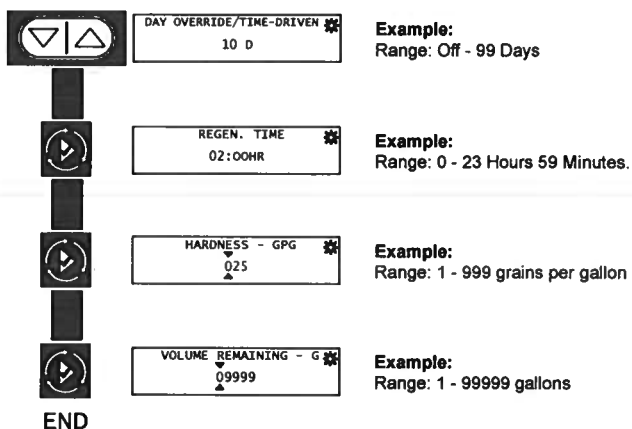 DAY OVERRIDE/TIME-DRIVEN
10 D
Example:
Range: Off - 99 Days
REGEN. TIME
02:00HR
Example:
Range: 0 - 23 Hours 59 Minutes.
HARDNESS - GPG
025
Example:
Range: 1 - 999 grains per gallon
VOLUME REMAINING - G
09999
Example:
Range: 1 - 99999 gallons
END